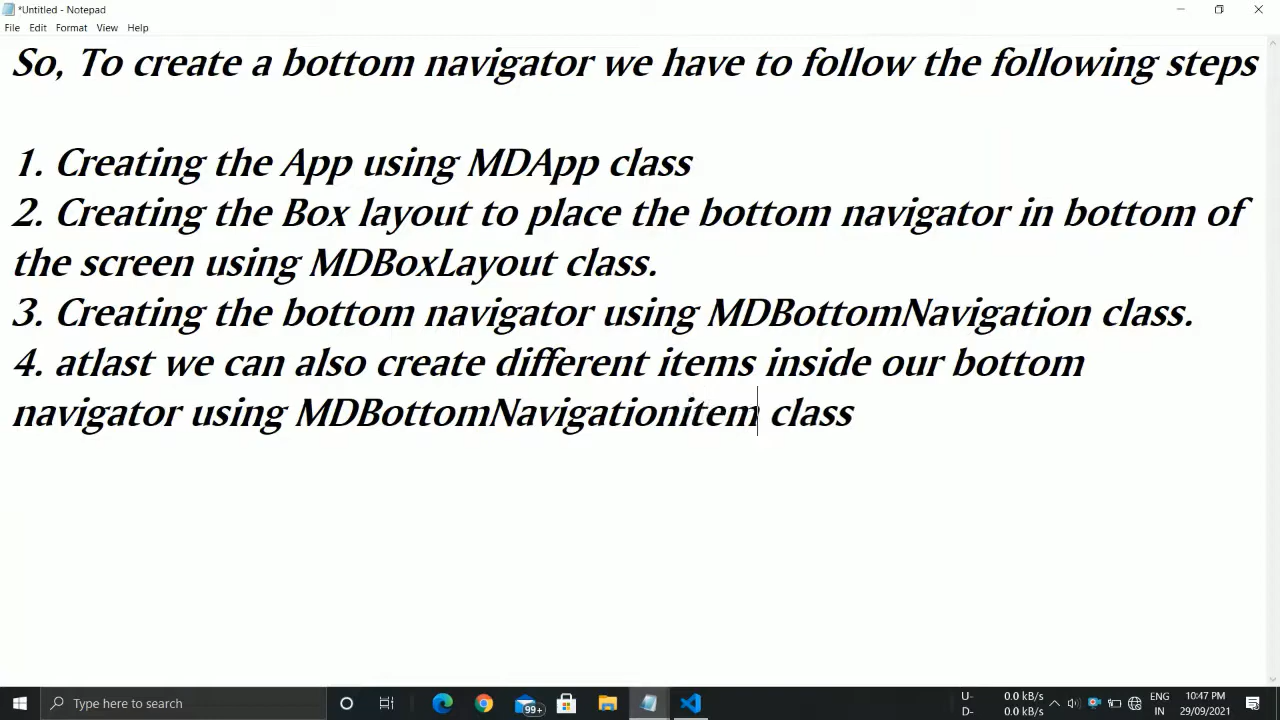 *Untitled - Notepad
File Edit Format View Help
So, To create a bottom navigator we have to follow the following steps
1. Creating the App using MDApp class
2. Creating the Box layout to place the bottom navigator in bottom of
the screen using MDBoxLayout class.
3. Creating the bottom navigator using MDBottomNavigation class.
4. atlast we can also create different items inside our bottom
navigator using MDBottomNavigationitem class
Type here to search
99+
U- 0.0 kB/s
D- 0.0 kB/s
ENG
IN
10:47 PM
29/09/2021